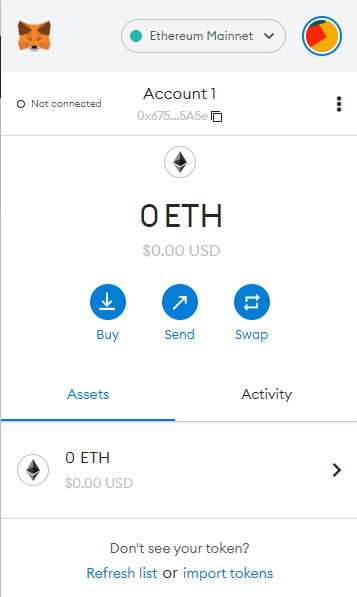 Ethereum Mainnet
Not connected
Account 1
0x675...5A5e
0 ETH
$0.00 USD
Buy
Send
Swap
Assets
Activity
0 ETH
$0.00 USD
Don't see your token?
Refresh list or import tokens